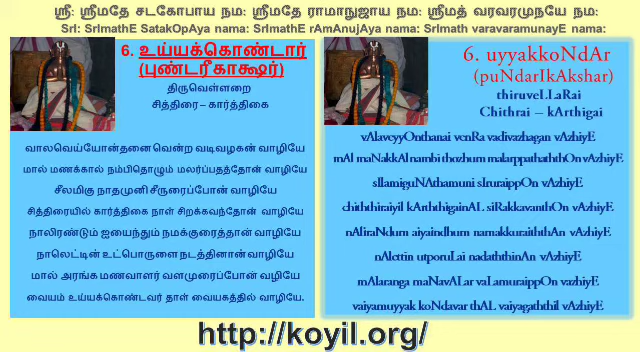 ஸ்ரீ: ஸ்ரீமதே சடகோபாய நம: ஸ்ரீமதே ராமாநுஜாய நம: ஸ்ரீமத் வரவரமுநயே நம:
SrI: SrImathE SatakOpAya nama: SrImathE rAmAnujAya nama: SrImath varavaramunayE nama:
6. உய்யக்கொண்டார்
(புண்டரீகாக்ஷர்)
திருவெள்ளறை
சித்திரை – கார்த்திகை
வாலவெய்யோன்தனை வென்ற வடிவழகன் வாழியே
மால் மணக்கால் நம்பிதொழும் மலர்ப்பதத்தோன் வாழியே
சீலமிகு நாதமுனி சீருரைப்போன் வாழியே
சித்திரையில் கார்த்திகை நாள் சிறக்கவந்தோன் வாழியே
நாலிரண்டும் ஐயைந்தும் நமக்குரைத்தான் வாழியே
நாலெட்டின் உட்பொருளை நடத்தினான் வாழியே
மால் அரங்க மணவாளர் வளமுரைப்போன் வழியே
வையம் உய்யக்கொண்டவர் தாள் வையகத்தில் வாழியே.
6. uyyakkoNdAr
(puNdarIkAkshar)
thiruveLLaRai
Chithrai – kArthigai
vAlaveyyOnthanai venRa vadivazhagan vAzhiyE
mAl maNakkAl nambi thozhum malarppathaththOn vAzhiyE
sIlamiguNAthamuni sIruraippOn vAzhiyE
chiththiraiyil kArththigainAL siRakkavanthOn vAzhiyE
nAliraNdum aiyaindhum namakkuraiththAn vAzhiyE
nAlettin utporuLai nadaththinAn vAzhiyE
mAlaranga maNavALar vaLamuraippOn vazhiyE
vaiyamuyyak koNdavar thAL vaiyagaththil vAzhiyE
http://koyil.org/